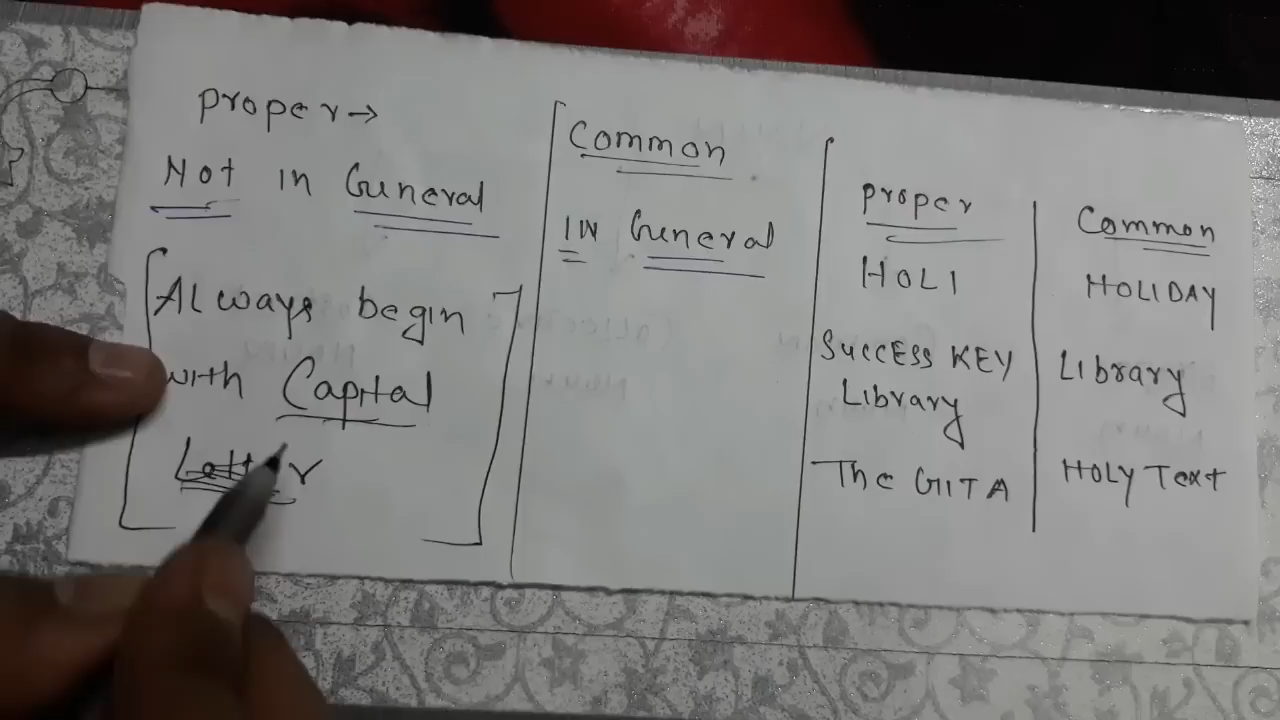 Proper →
Not in General
Always begin
with Capital
Letter
Common
IN General
Proper
HOLI
SUCCESS KEY
Library
The GITA
Common
HOLIDAY
Library
HOLY Text